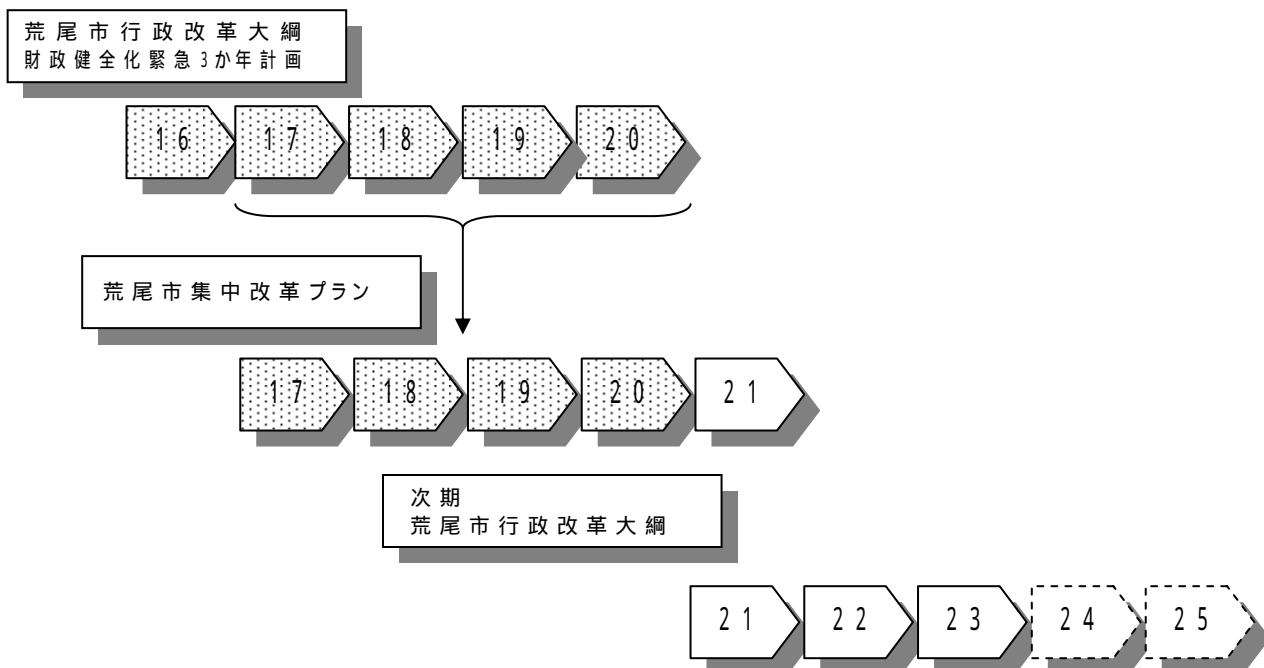 荒尾市行政改革大綱
財政健全化緊急3か年計画
16 17 18 19 20
荒尾市集中改革プラン
17 18 19 20 21
次期
荒尾市行政改革大綱
21 22 23 24 25